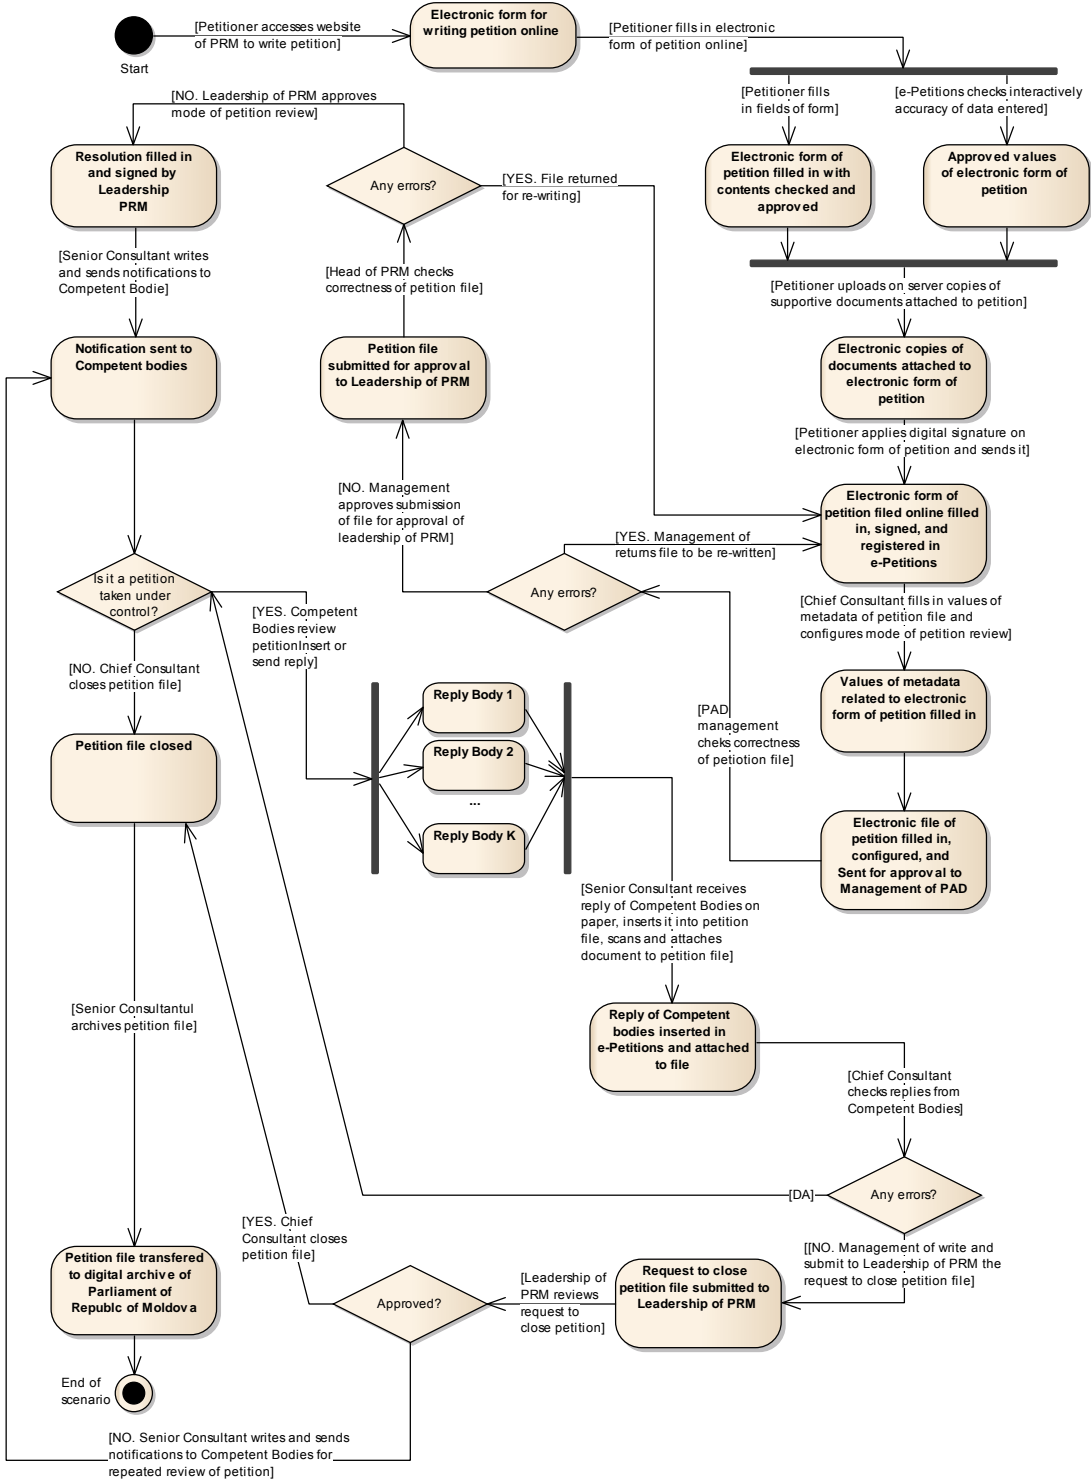 Electronic form for
writing petition online
[Petitioner accesses website
of PRM to write petition]
[Petitioner fills in electronic
form of petition online]
Start
[NO. Leadership of PRM approves
mode of petition review]
[Petitioner fills
in fields of form]
[e-Petitions checks interactively
accuracy of data entered]
Resolution filled in
and signed by
Leadership
PRM
Any errors?
[YES. File returned
for re-writing]
Electronic form of
petition filled in with
contents checked and
approved
Approved values
of electronic form of
petition
[Senior Consultant writes
and sends notifications to
Competent Bodie]
[Head of PRM checks
correctness of petition file]
[Petitioner uploads on server copies of
supportive documents attached to petition]
Notification sent to
Competent bodies
Petition file
submitted for approval
to Leadership of PRM
Electronic copies of
documents attached to
electronic form of
petition
[Petitioner applies digital signature on
electronic form of petition and sends it]
[NO. Management
approves submission
of file for approval of
leadership of PRM]
Electronic form of
petition filed online filled
in, signed, and
registered in
e-Petitions
[YES. Management of
returns file to be re-written]
Is it a petition
taken under
control?
Any errors?
[YES. Competent
Bodies review
petitionInsert or
send reply]
[Chief Consultant fills in values of
metadata of petition file and
configures mode of petition review]
[NO. Chief Consultant
closes petition file]
Values of metadata
related to electronic
form of petition filled in
Reply Body 1
Reply Body 2
...
Reply Body K
[PAD
management
cheks correctness
of petiotion file]
Petition file closed
Electronic file of
petition filled in,
configured, and
Sent for approval to
Management of PAD
[Senior Consultant receives
reply of Competent Bodies on
paper, inserts it into petition
file, scans and attaches
document to petition file]
[Senior Consultantul
archives petition file]
Reply of Competent
bodies inserted in
e-Petitions and attached
to file
[Chief Consultant
checks replies from
Competent Bodies]
[DA]
Any errors?
[YES. Chief
Consultant closes
petition file]
[[NO. Management of write and
submit to Leadership of PRM the
request to close petition file]
Petition file transfered
to digital archive of
Parliament of
Republc of Moldova
Approved?
[Leadership of
PRM reviews
request to
close petition]
Request to close
petition file submitted to
Leadership of PRM
End of
scenario
[NO. Senior Consultant writes and sends
notifications to Competent Bodies for
repeated review of petition]